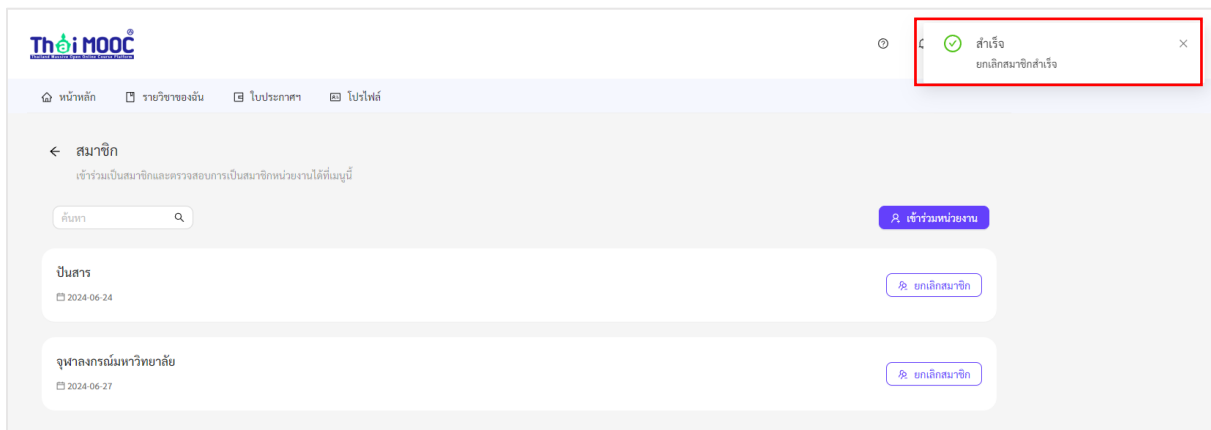 Thai MOOC
Thailand Massive Open Online Course Platform
สำเร็จ
ยกเลิกสมาชิกสำเร็จ
หน้าหลัก
รายวิชาของฉัน
ใบประกาศฯ
โปรไฟล์
สมาชิก
เข้าร่วมเป็นสมาชิกและตรวจสอบการเป็นสมาชิกหน่วยงานได้ที่เมนูนี้
ค้นหา
เข้าร่วมหน่วยงาน
ปันสาร
2024-06-24
ยกเลิกสมาชิก
จุฬาลงกรณ์มหาวิทยาลัย
2024-06-27
ยกเลิกสมาชิก